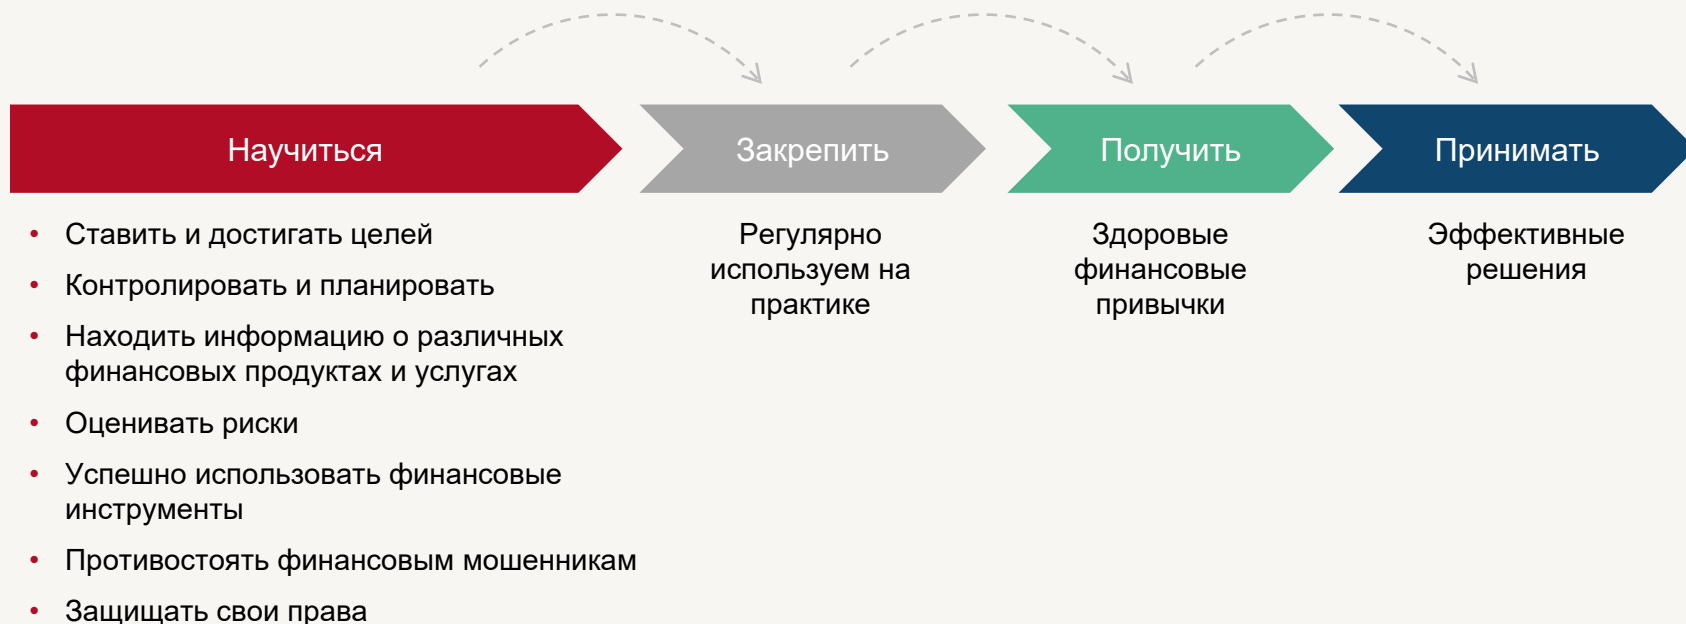 Научиться
Закрепить
Получить
Принимать
• Ставить и достигать целей
• Контролировать и планировать
• Находить информацию о различных
финансовых продуктах и услугах
• Оценивать риски
• Успешно использовать финансовые
инструменты
• Противостоять финансовым мошенникам
• Защищать свои права
Регулярно
используем на
практике
Здоровые
финансовые
привычки
Эффективные
решения